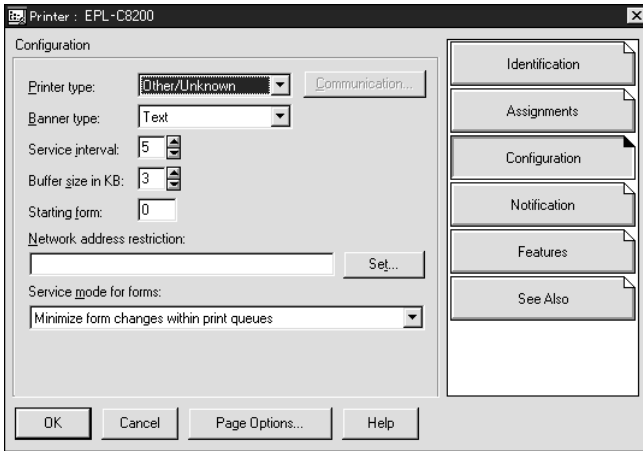 Printer : EPL-C8200
Configuration
Printer type: Other/Unknown Communication...
Banner type: Text
Service interval: 5
Buffer size in KB: 3
Starting form: 0
Network address restriction:
Set...
Service mode for forms:
Minimize form changes within print queues
OK Cancel Page Options... Help
Identification
Assignments
Configuration
Notification
Features
See Also